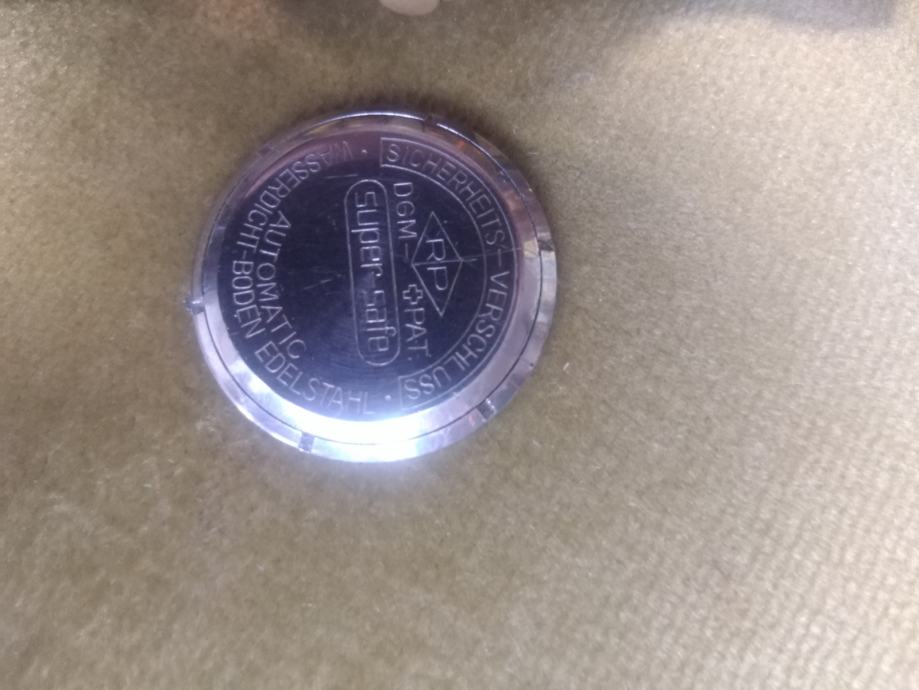 SICHERHEITS-VERSCHLUSS
RP
DGM-✚PAT.
super-safe
AUTOMATIC
· WASSERDICHT-BODEN EDELSTAHL ·